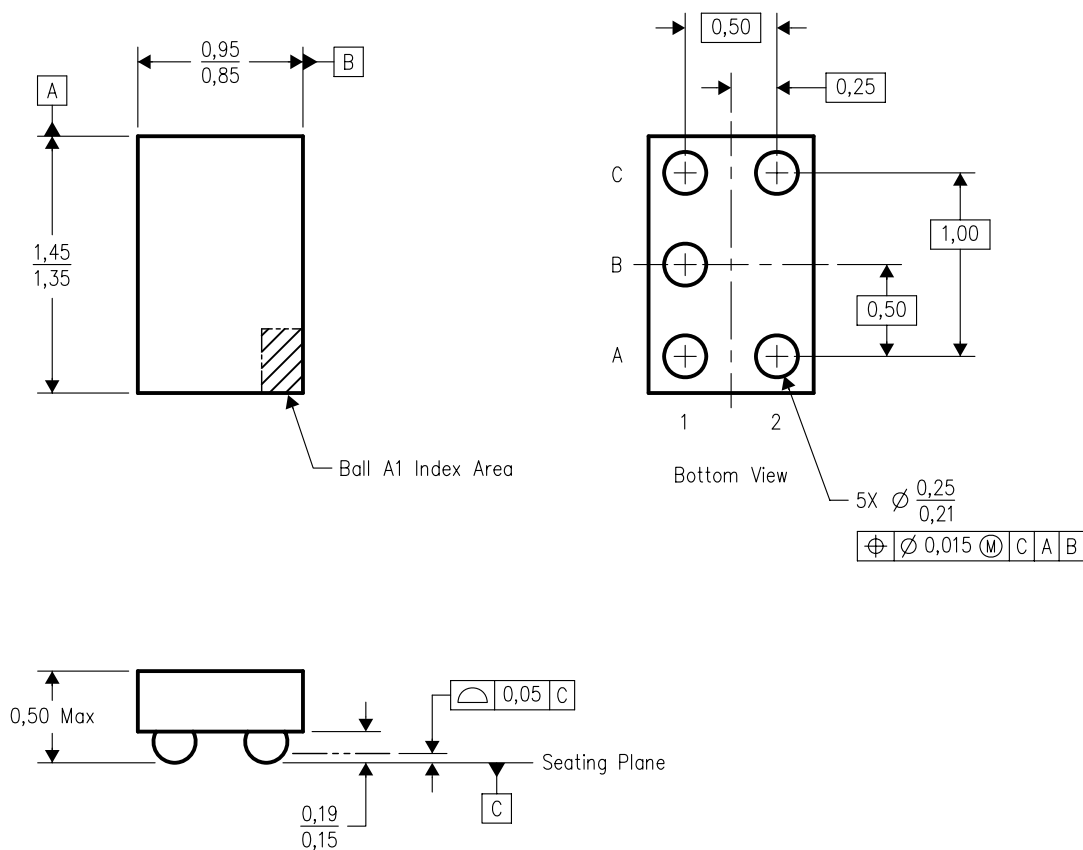 0,95
0,85
B
A
1,45
1,35
Ball A1 Index Area
0,50
0,25
C
B
A
1,00
0,50
1 2
Bottom View
5X Ø 0,25
0,21
⌖ Ø 0,015 Ⓜ C A B
0,50 Max
⌓ 0,05 C
Seating Plane
C
0,19
0,15